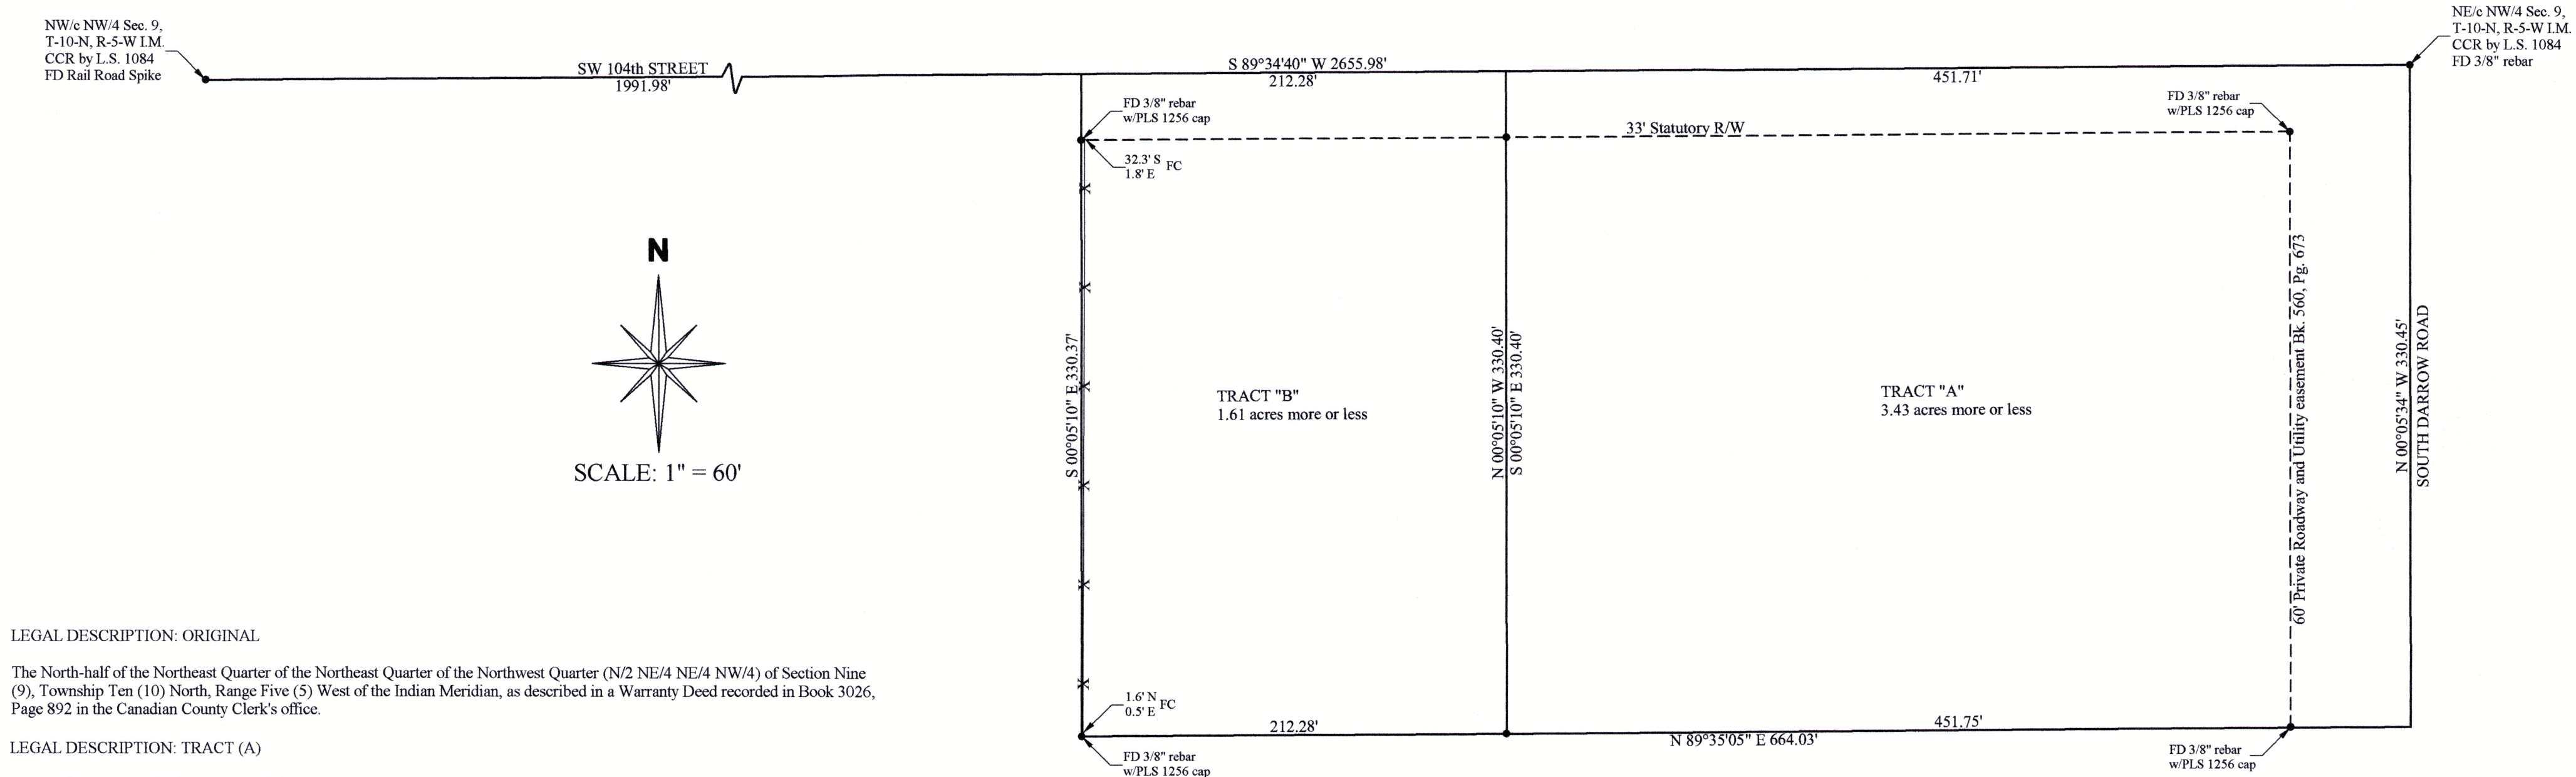 NW/c NW/4 Sec. 9,
T-10-N, R-5-W I.M.
CCR by L.S. 1084
FD Rail Road Spike
SW 104th STREET
1991.98'
S 89°34'40" W 2655.98'
212.28'
451.71'
NE/c NW/4 Sec. 9,
T-10-N, R-5-W I.M.
CCR by L.S. 1084
FD 3/8" rebar
FD 3/8" rebar
w/PLS 1256 cap
FD 3/8" rebar
w/PLS 1256 cap
33' Statutory R/W
32.3' S FC
1.8' E
N
SCALE: 1" = 60'
S 00°05'10" E 330.37'
TRACT "B"
1.61 acres more or less
N 00°05'10" W 330.40'
S 00°05'10" E 330.40'
TRACT "A"
3.43 acres more or less
60' Private Roadway and Utility easement Bk. 560, Pg. 673
N 00°05'34" W 330.45'
SOUTH DARROW ROAD
LEGAL DESCRIPTION: ORIGINAL
The North-half of the Northeast Quarter of the Northeast Quarter of the Northwest Quarter (N/2 NE/4 NE/4 NW/4) of Section Nine
(9), Township Ten (10) North, Range Five (5) West of the Indian Meridian, as described in a Warranty Deed recorded in Book 3026,
Page 892 in the Canadian County Clerk's office.
LEGAL DESCRIPTION: TRACT (A)
1.6' N FC
0.5' E
212.28'
451.75'
N 89°35'05" E 664.03'
FD 3/8" rebar
w/PLS 1256 cap
FD 3/8" rebar
w/PLS 1256 cap